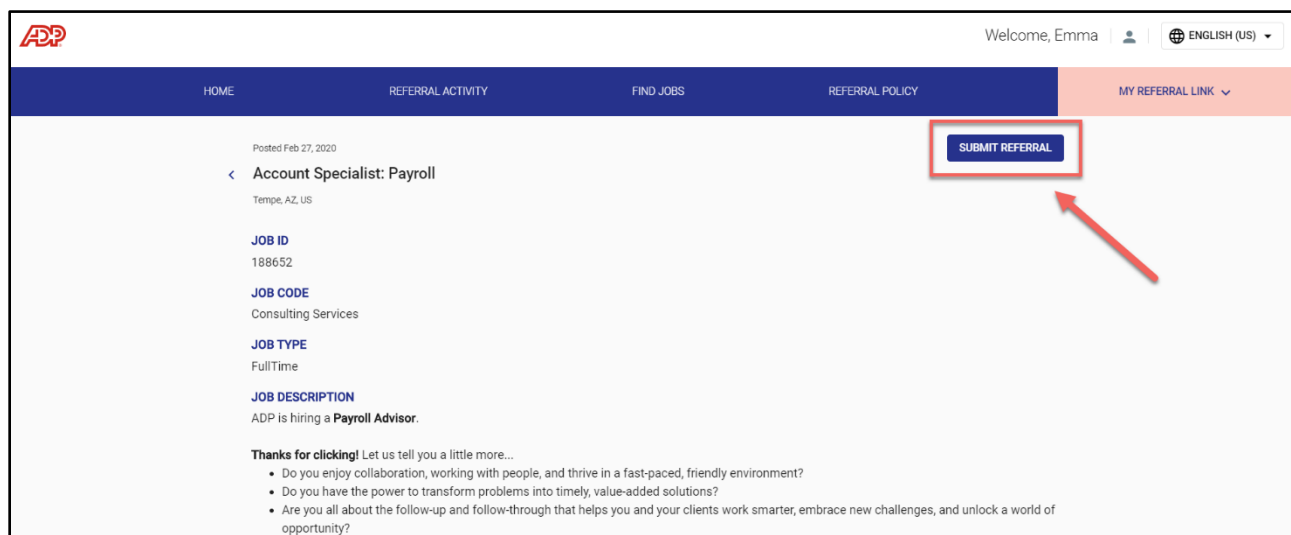 ADP
Welcome, Emma
ENGLISH (US)
HOME
REFERRAL ACTIVITY
FIND JOBS
REFERRAL POLICY
MY REFERRAL LINK
Posted Feb 27, 2020
SUBMIT REFERRAL
Account Specialist: Payroll
Tempe, AZ, US
JOB ID
188652
JOB CODE
Consulting Services
JOB TYPE
FullTime
JOB DESCRIPTION
ADP is hiring a Payroll Advisor.
Thanks for clicking! Let us tell you a little more...
• Do you enjoy collaboration, working with people, and thrive in a fast-paced, friendly environment?
• Do you have the power to transform problems into timely, value-added solutions?
• Are you all about the follow-up and follow-through that helps you and your clients work smarter, embrace new challenges, and unlock a world of
opportunity?